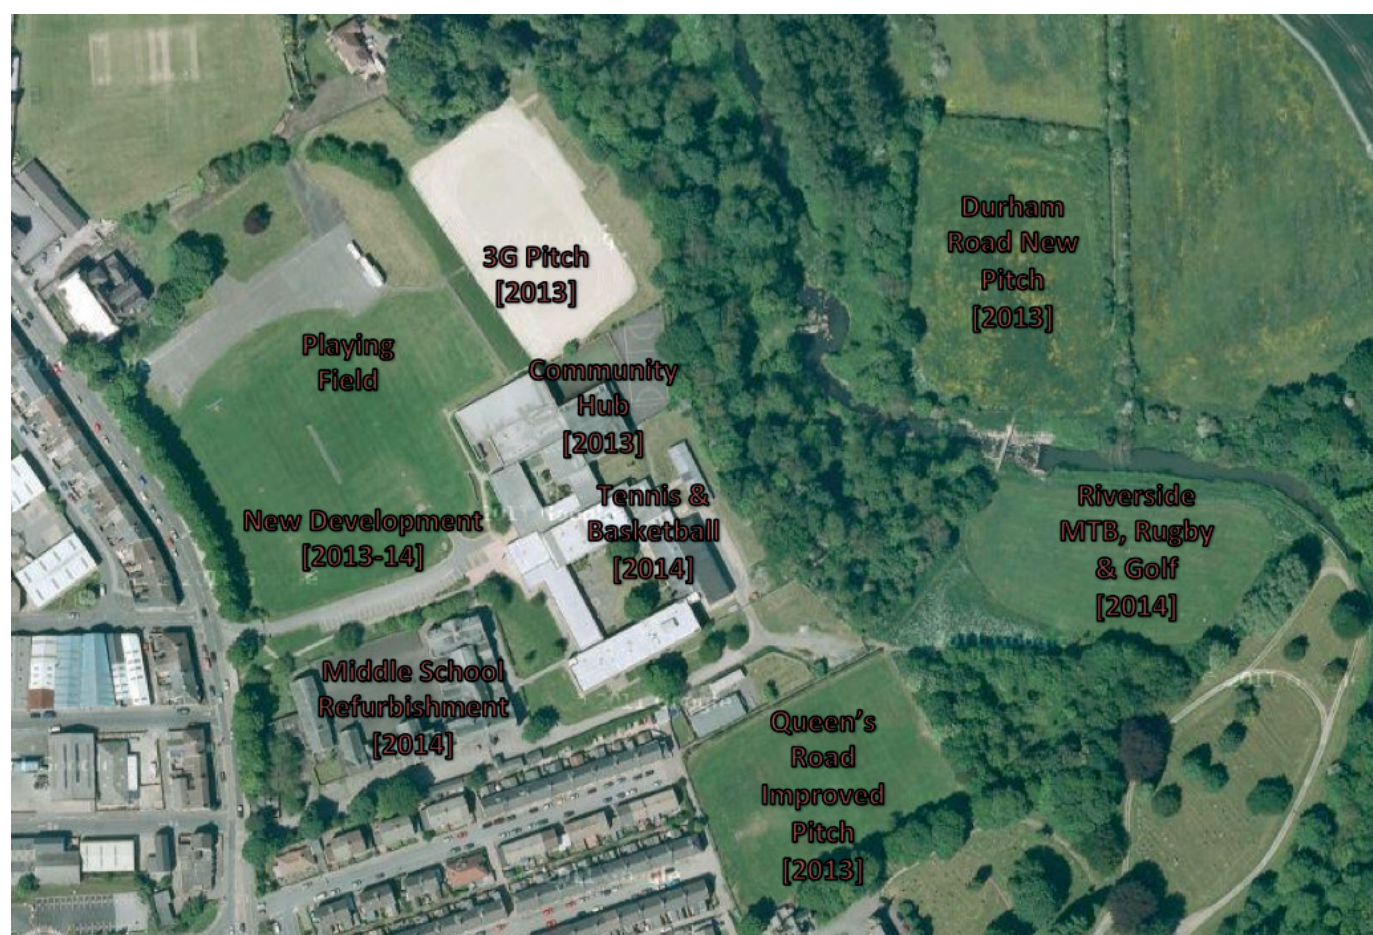 3G Pitch
[2013]
Durham
Road New
Pitch
[2013]
Playing
Field
Community
Hub
[2013]
New Development
[2013-14]
Tennis &
Basketball
[2014]
Riverside
MTB, Rugby
& Golf
[2014]
Middle School
Refurbishment
[2014]
Queen's
Road
Improved
Pitch
[2013]